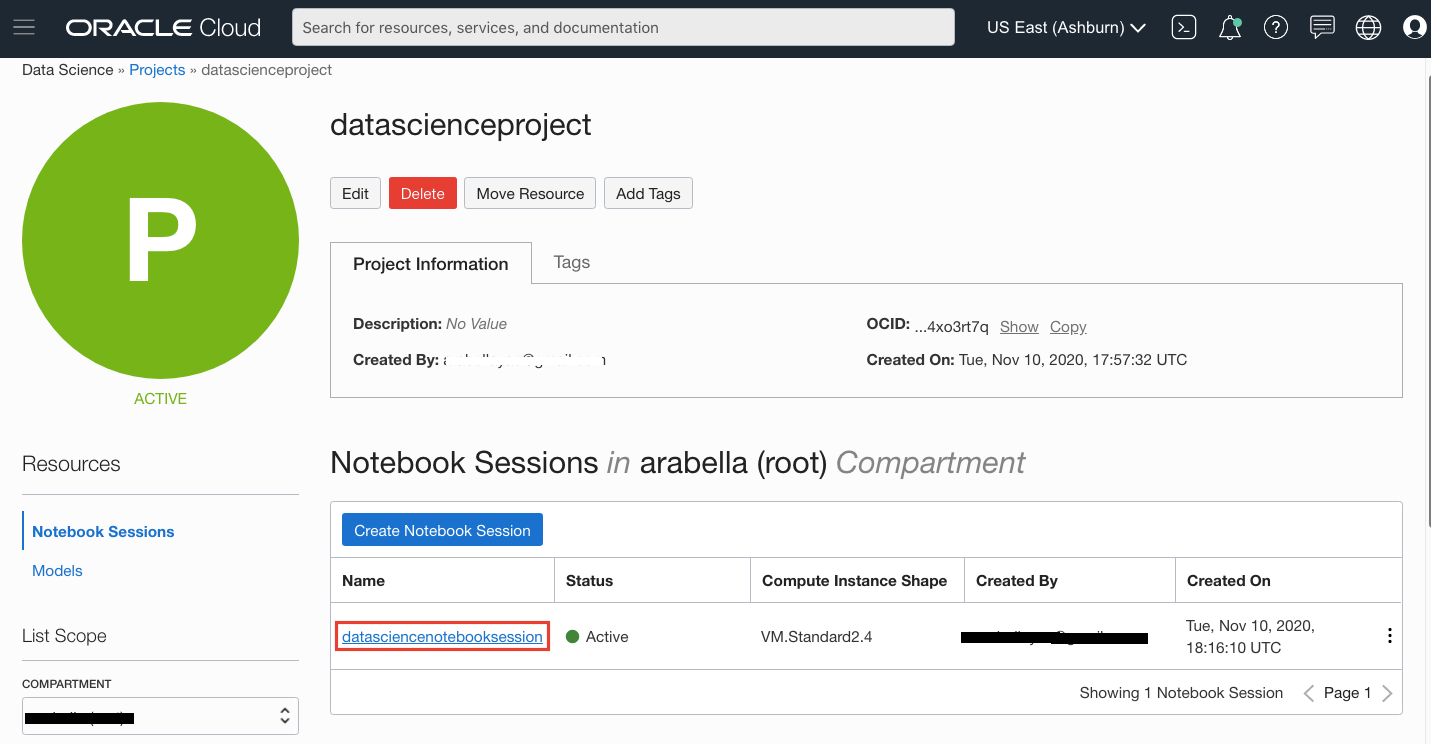 ORACLE Cloud
Search for resources, services, and documentation
US East (Ashburn)
Data Science » Projects » datascienceproject
P
ACTIVE
datascienceproject
Edit
Delete
Move Resource
Add Tags
Project Information
Tags
Description: No Value
OCID: ...4xo3rt7q Show Copy
Created By:
Created On: Tue, Nov 10, 2020, 17:57:32 UTC
Resources
Notebook Sessions
Models
List Scope
COMPARTMENT
Notebook Sessions in arabella (root) Compartment
Create Notebook Session
Name Status Compute Instance Shape Created By Created On
datasciencenotebooksession Active VM.Standard2.4 Tue, Nov 10, 2020,
18:16:10 UTC
Showing 1 Notebook Session Page 1